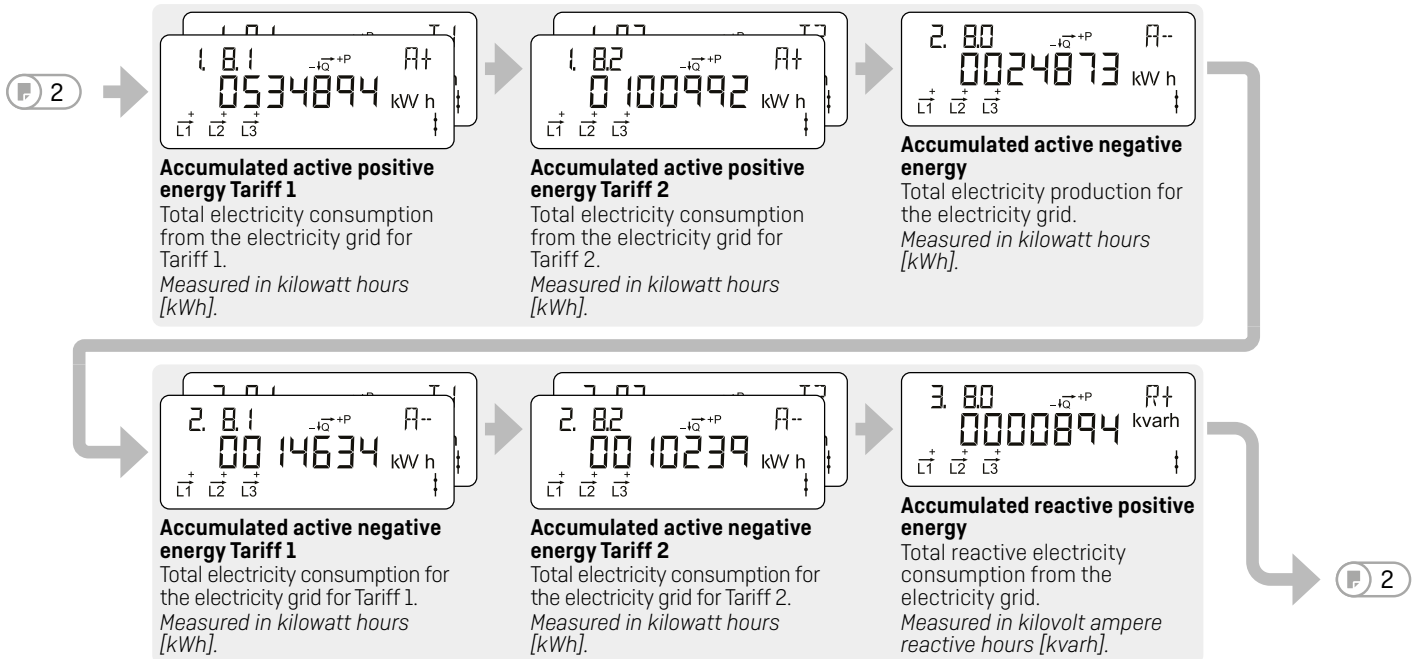 2
1. 8.1 -Q +P A+
0534894 kW h
L1 L2 L3
Accumulated active positive
energy Tariff 1
Total electricity consumption
from the electricity grid for
Tariff 1.
Measured in kilowatt hours
[kWh].
1. 8.2 -Q +P A+
0100992 kW h
L1 L2 L3
Accumulated active positive
energy Tariff 2
Total electricity consumption
from the electricity grid for
Tariff 2.
Measured in kilowatt hours
[kWh].
2. 8.0 -Q +P A--
0024873 kW h
L1 L2 L3
Accumulated active negative
energy
Total electricity production for
the electricity grid.
Measured in kilowatt hours
[kWh].
2. 8.1 -Q +P A--
0014634 kW h
L1 L2 L3
Accumulated active negative
energy Tariff 1
Total electricity consumption for
the electricity grid for Tariff 1.
Measured in kilowatt hours
[kWh].
2. 8.2 -Q +P A--
0010239 kW h
L1 L2 L3
Accumulated active negative
energy Tariff 2
Total electricity consumption for
the electricity grid for Tariff 2.
Measured in kilowatt hours
[kWh].
3. 8.0 -Q +P R+
0000894 kvarh
L1 L2 L3
Accumulated reactive positive
energy
Total reactive electricity
consumption from the
electricity grid.
Measured in kilovolt ampere
reactive hours [kvarh].
2